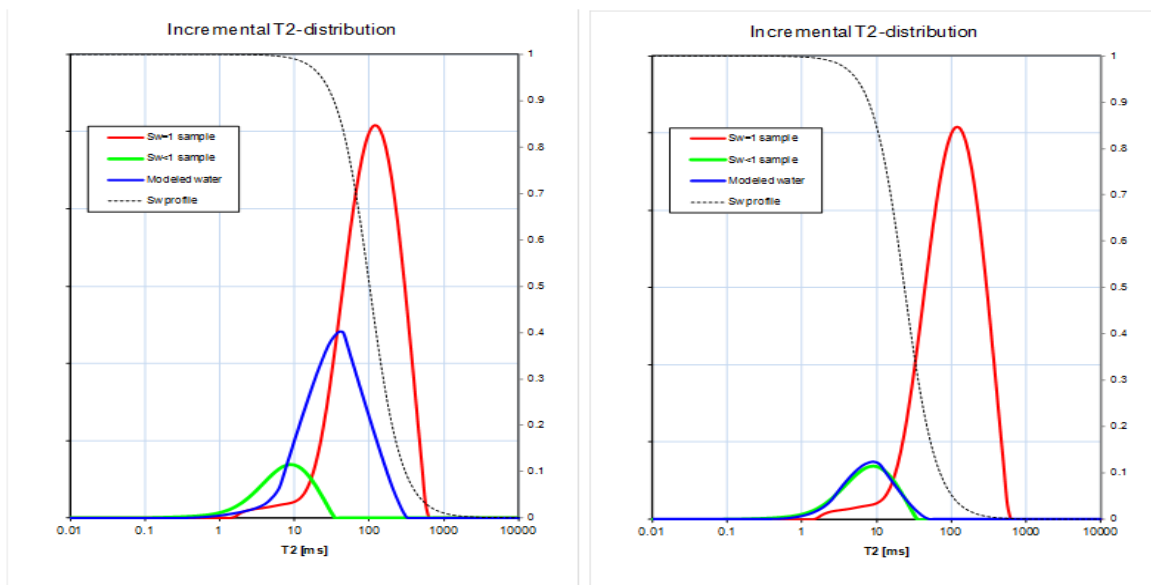 Incremental T2-distribution
1
0.9
0.8
0.7
0.6
0.5
0.4
0.3
0.2
0.1
0
Sw=1 sample
Sw<1 sample
Modeled water
Sw profile
0.01 0.1 1 10 100 1000 10000
T2 [ms]
Incremental T2-distribution
1
0.9
0.8
0.7
0.6
0.5
0.4
0.3
0.2
0.1
0
Sw=1 sample
Sw<1 sample
Modeled water
Sw profile
0.01 0.1 1 10 100 1000 10000
T2 [ms]